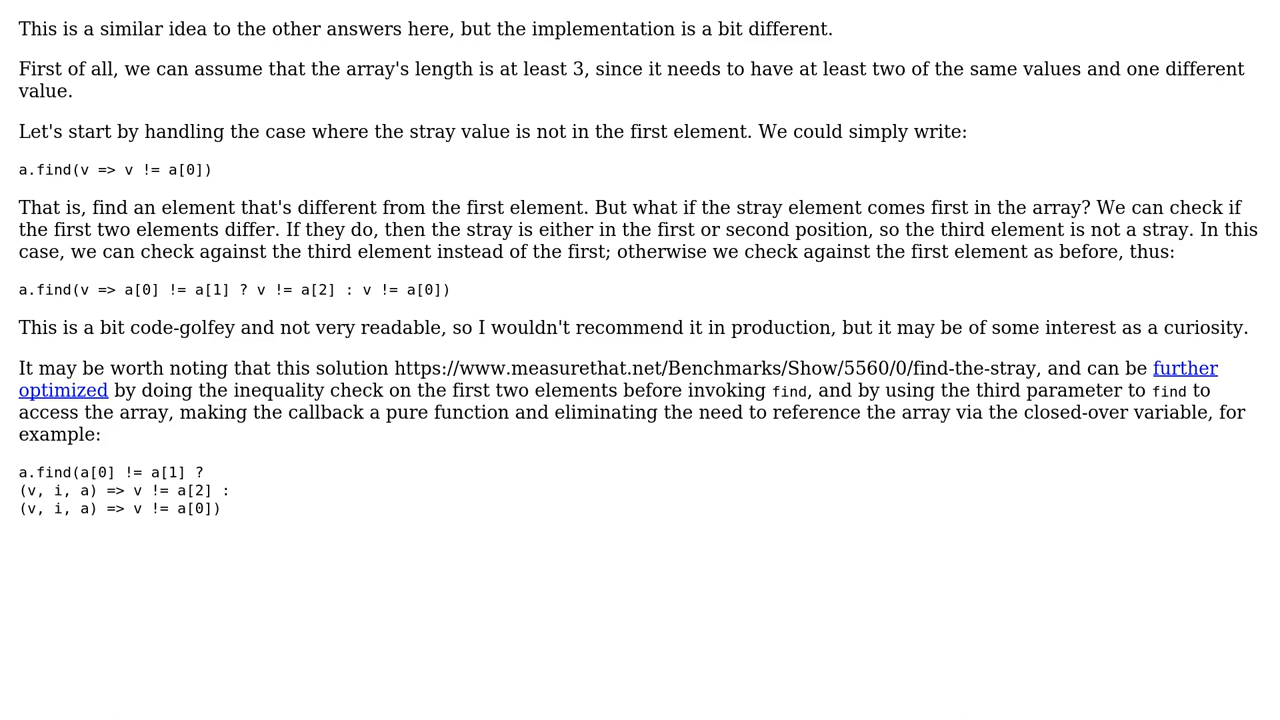 This is a similar idea to the other answers here, but the implementation is a bit different.
First of all, we can assume that the array's length is at least 3, since it needs to have at least two of the same values and one different
value.
Let's start by handling the case where the stray value is not in the first element. We could simply write:
a.find(v => v != a[0])
That is, find an element that's different from the first element. But what if the stray element comes first in the array? We can check if
the first two elements differ. If they do, then the stray is either in the first or second position, so the third element is not a stray. In this
case, we can check against the third element instead of the first; otherwise we check against the first element as before, thus:
a.find(v => a[0] != a[1] ? v != a[2] : v != a[0])
This is a bit code-golfey and not very readable, so I wouldn't recommend it in production, but it may be of some interest as a curiosity.
It may be worth noting that this solution https://www.measurethat.net/Benchmarks/Show/5560/0/find-the-stray, and can be further
optimized by doing the inequality check on the first two elements before invoking find, and by using the third parameter to find to
access the array, making the callback a pure function and eliminating the need to reference the array via the closed-over variable, for
example:
a.find(a[0] != a[1] ?
(v, i, a) => v != a[2] :
(v, i, a) => v != a[0])